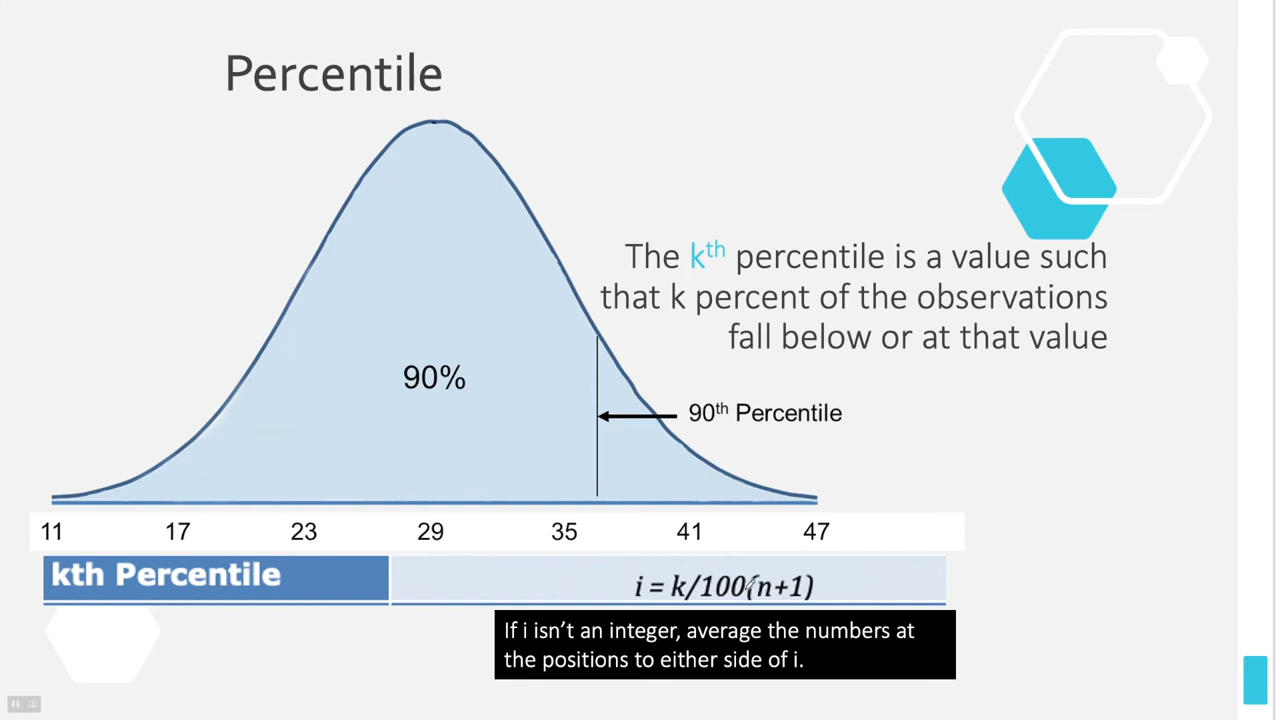 Percentile
The kth percentile is a value such
that k percent of the observations
fall below or at that value
90%
90th Percentile
11 17 23 29 35 41 47
kth Percentile
i = k/100(n+1)
If i isn’t an integer, average the numbers at
the positions to either side of i.